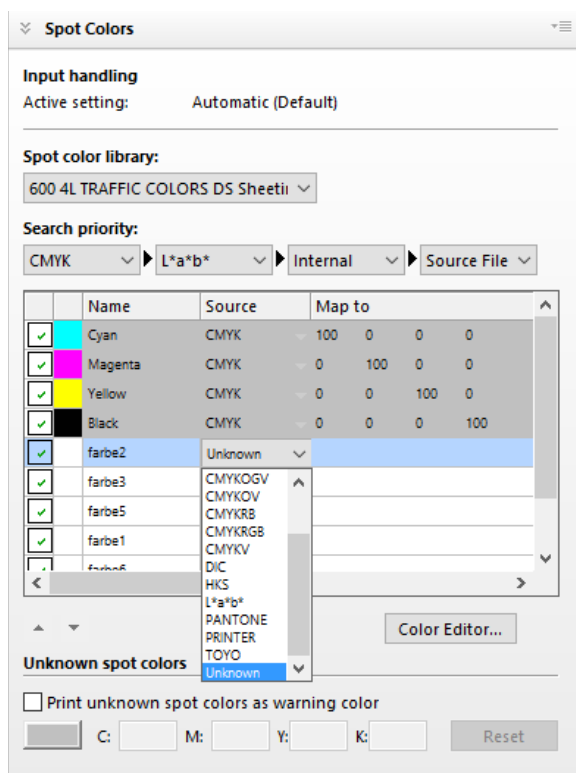 Spot Colors
Input handling
Active setting: Automatic (Default)
Spot color library:
600 4L TRAFFIC COLORS DS Sheetin
Search priority:
CMYK L*a*b* Internal Source File
Name Source Map to
Cyan CMYK 100 0 0 0
Magenta CMYK 0 100 0 0
Yellow CMYK 0 0 100 0
Black CMYK 0 0 0 100
farbe2 Unknown
farbe3 CMYKOGV
CMYKOV
farbe5 CMYKRB
CMYKRGB
farbe1 CMYKV
DIC
farbe6 HKS
L*a*b*
PANTONE
PRINTER
Color Editor...
TOYO
Unknown spot colors Unknown
Print unknown spot colors as warning color
C: M: Y: K: Reset